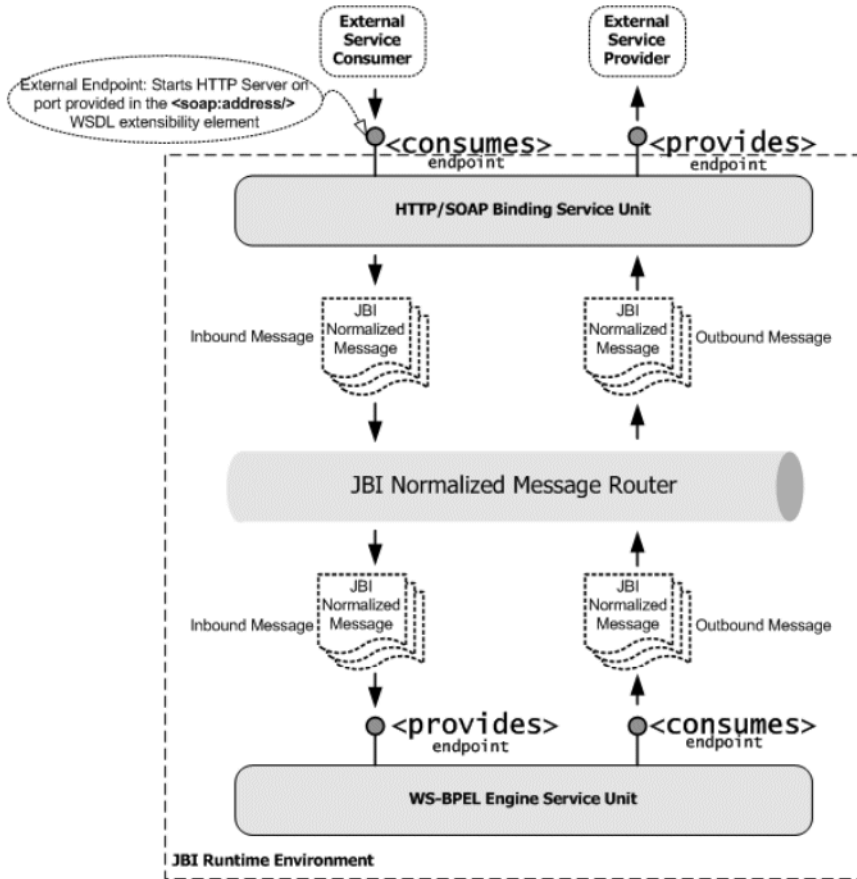 External
Service
Consumer
External
Service
Provider
External Endpoint: Starts HTTP Server on
port provided in the <soap:address/>
WSDL extensibility element
<consumes>
endpoint
<provides>
endpoint
HTTP/SOAP Binding Service Unit
Inbound Message
JBI
Normalized
Message
JBI
Normalized
Message
Outbound Message
JBI Normalized Message Router
Inbound Message
JBI
Normalized
Message
JBI
Normalized
Message
Outbound Message
<provides>
endpoint
<consumes>
endpoint
WS-BPEL Engine Service Unit
JBI Runtime Environment